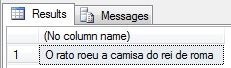 Results Messages
(No column name)
1 O rato roeu a camisa do rei de roma